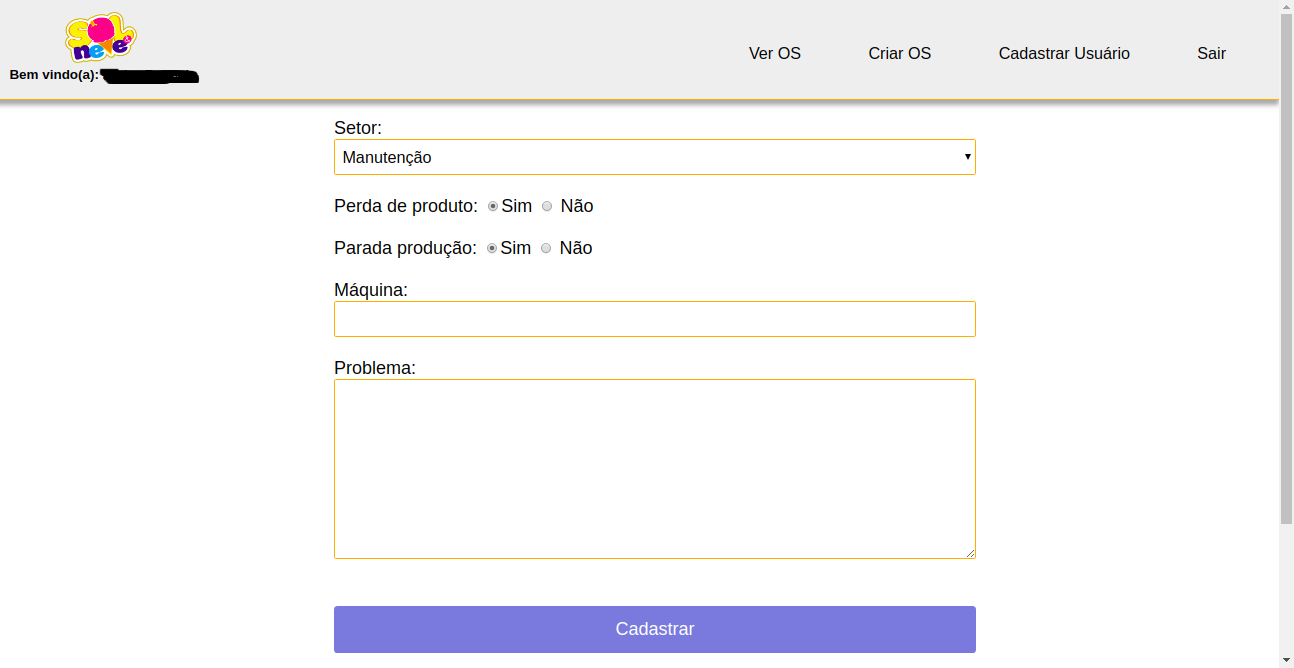 SOL
neve
Bem vindo(a):
Ver OS Criar OS Cadastrar Usuário Sair
Setor:
Manutenção
Perda de produto: Sim Não
Parada produção: Sim Não
Máquina:
Problema:
Cadastrar